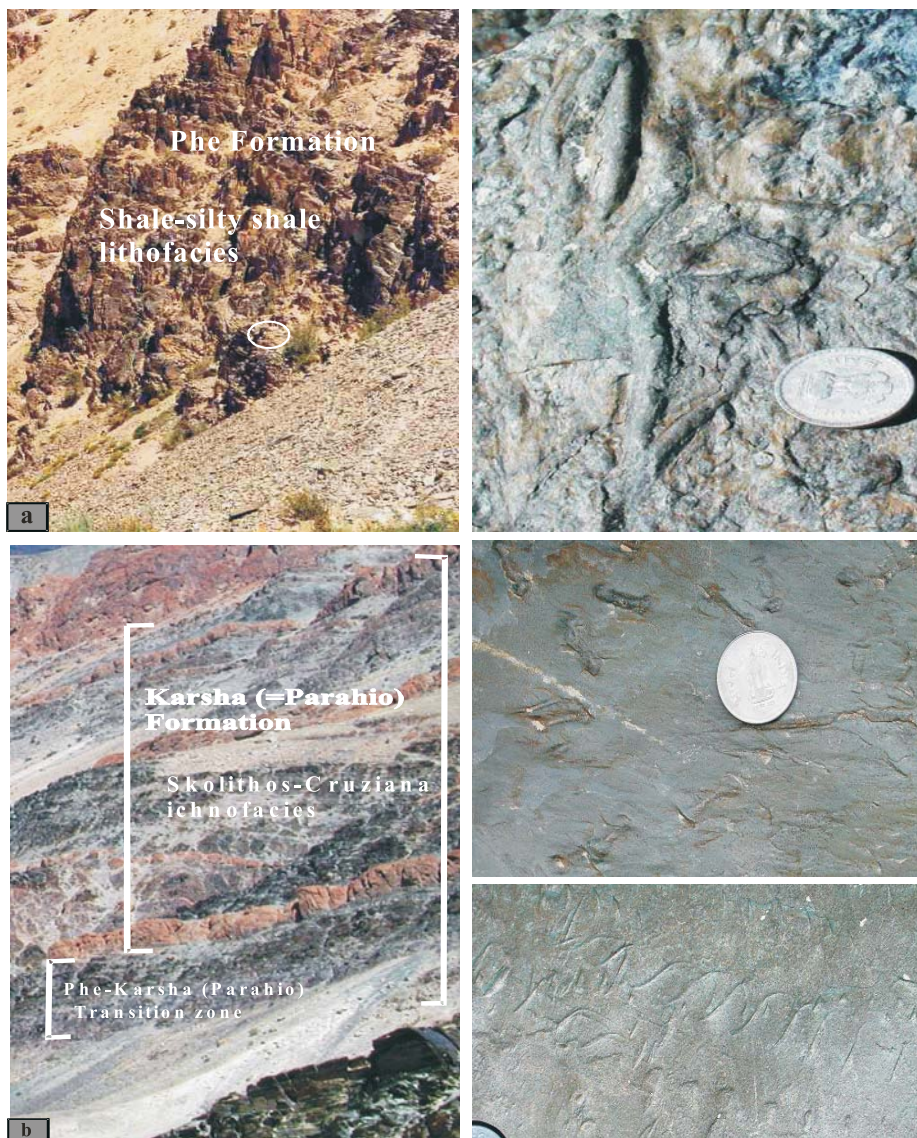 Phe Formation
Shale-silty shale
lithofacies
a
Karsha (=Parahio)
Formation
Skolithos-Cruziana
ichnofacies
Phe-Karsha (Parahio)
Transition zone
b